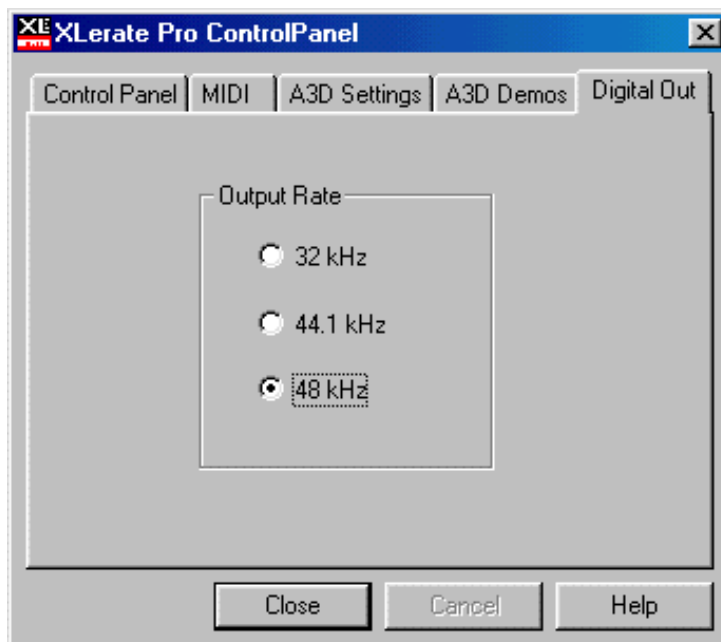 XLerate Pro ControlPanel
Control Panel MIDI A3D Settings A3D Demos Digital Out
Output Rate
32 kHz
44.1 kHz
48 kHz
Close Cancel Help